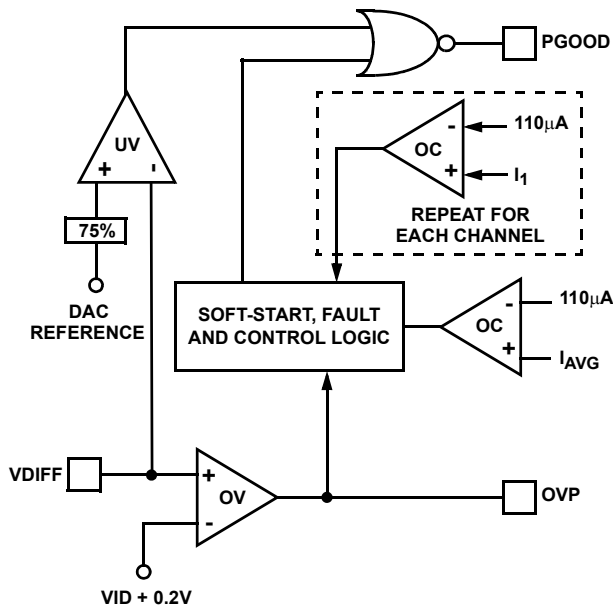 PGOOD
UV
+ -
75%
DAC
REFERENCE
- 110μA
OC
+ I1
REPEAT FOR
EACH CHANNEL
SOFT-START, FAULT
AND CONTROL LOGIC
- 110μA
OC
+ IAVG
VDIFF
+
OV
-
OVP
VID + 0.2V